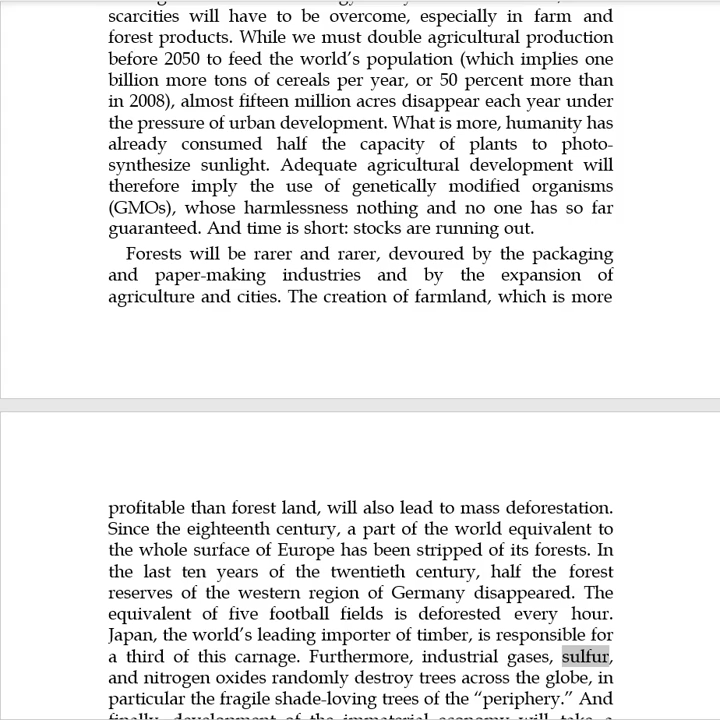 scarcities will have to be overcome, especially in farm and
forest products. While we must double agricultural production
before 2050 to feed the world’s population (which implies one
billion more tons of cereals per year, or 50 percent more than
in 2008), almost fifteen million acres disappear each year under
the pressure of urban development. What is more, humanity has
already consumed half the capacity of plants to photo-
synthesize sunlight. Adequate agricultural development will
therefore imply the use of genetically modified organisms
(GMOs), whose harmlessness nothing and no one has so far
guaranteed. And time is short: stocks are running out.
Forests will be rarer and rarer, devoured by the packaging
and paper-making industries and by the expansion of
agriculture and cities. The creation of farmland, which is more
profitable than forest land, will also lead to mass deforestation.
Since the eighteenth century, a part of the world equivalent to
the whole surface of Europe has been stripped of its forests. In
the last ten years of the twentieth century, half the forest
reserves of the western region of Germany disappeared. The
equivalent of five football fields is deforested every hour.
Japan, the world’s leading importer of timber, is responsible for
a third of this carnage. Furthermore, industrial gases, sulfur,
and nitrogen oxides randomly destroy trees across the globe, in
particular the fragile shade-loving trees of the “periphery.” And